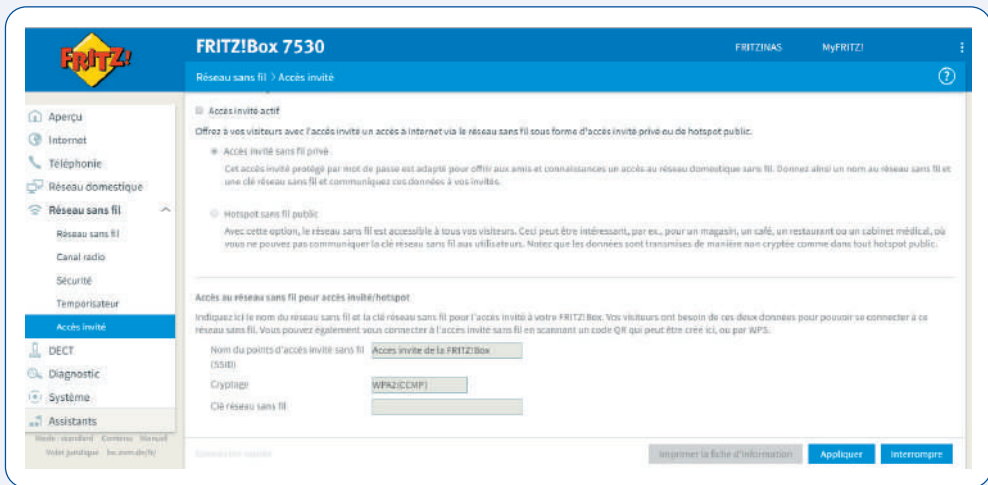 FRITZ!
FRITZ!Box 7530
FRITZ!NAS
MyFRITZ!
Réseau sans fil > Accès invité
?
Aperçu
Internet
Téléphonie
Réseau domestique
Réseau sans fil
Réseau sans fil
Canal radio
Sécurité
Temporisateur
Accès invité
DECT
Diagnostic
Système
Assistants
Mode : standard Contenu Manuel
Volet juridique
Accès invité actif
Offrez à vos visiteurs avec l'accès invité un accès à Internet via le réseau sans fil sous forme d'accès invité privé ou de hotspot public.
Accès invité sans fil privé
Cet accès invité protégé par mot de passe est adapté pour offrir aux amis et connaissances un accès au réseau domestique sans fil. Donnez ainsi un nom au réseau sans fil et
une clé réseau sans fil et communiquez ces données à vos invités.
Hotspot sans fil public
Avec cette option, le réseau sans fil est accessible à tous vos visiteurs. Ceci peut être intéressant, par ex., pour un magasin, un café, un restaurant ou un cabinet médical, où
vous ne pouvez pas communiquer la clé réseau sans fil aux utilisateurs. Notez que les données sont transmises de manière non cryptée comme dans tout hotspot public.
Accès au réseau sans fil pour accès invité/hotspot
Indiquez ici le nom du réseau sans fil et la clé réseau sans fil pour l'accès invité à votre FRITZ!Box. Vos visiteurs ont besoin de ces deux données pour pouvoir se connecter à ce
réseau sans fil. Vous pouvez également vous connecter à l'accès invité sans fil en scannant un code QR qui peut être créé ici, ou par WPS.
Nom du points d'accès invité sans fil
(SSID)
Accès invité de la FRITZ!Box
Cryptage
WPA2 (CCMP)
Clé réseau sans fil
Imprimer la fiche d'information
Appliquer
Interrompre